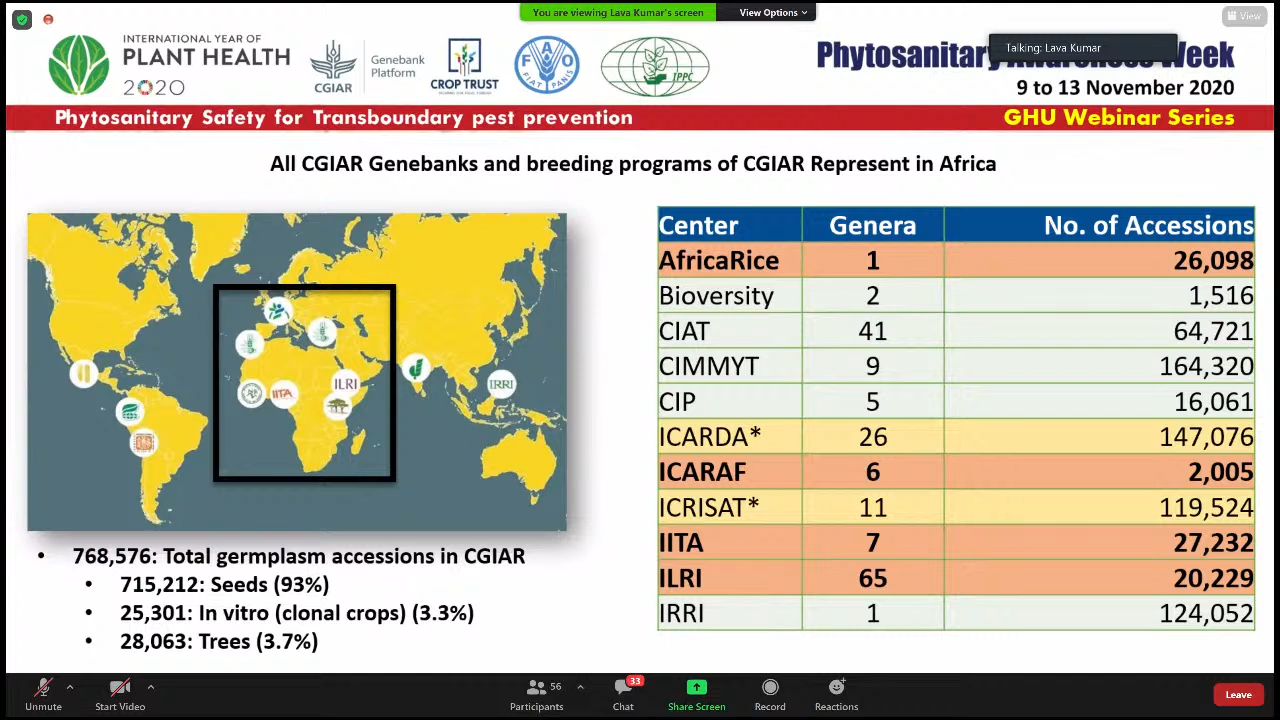 You are viewing Lava Kumar's screen
View Options
View
INTERNATIONAL YEAR OF
PLANT HEALTH
2020
CGIAR
Genebank
Platform
CROP TRUST
F A O
FIAT PANIS
IPPC
Phytosanitary Awareness Week
Talking: Lava Kumar
9 to 13 November 2020
Phytosanitary Safety for Transboundary pest prevention
GHU Webinar Series
All CGIAR Genebanks and breeding programs of CGIAR Represent in Africa
IITA
ILRI
IRRI
• 768,576: Total germplasm accessions in CGIAR
• 715,212: Seeds (93%)
• 25,301: In vitro (clonal crops) (3.3%)
• 28,063: Trees (3.7%)
Center Genera No. of Accessions
AfricaRice 1 26,098
Bioversity 2 1,516
CIAT 41 64,721
CIMMYT 9 164,320
CIP 5 16,061
ICARDA* 26 147,076
ICARAF 6 2,005
ICRISAT* 11 119,524
IITA 7 27,232
ILRI 65 20,229
IRRI 1 124,052
Unmute
Start Video
56
Participants
33
Chat
Share Screen
Record
Reactions
Leave